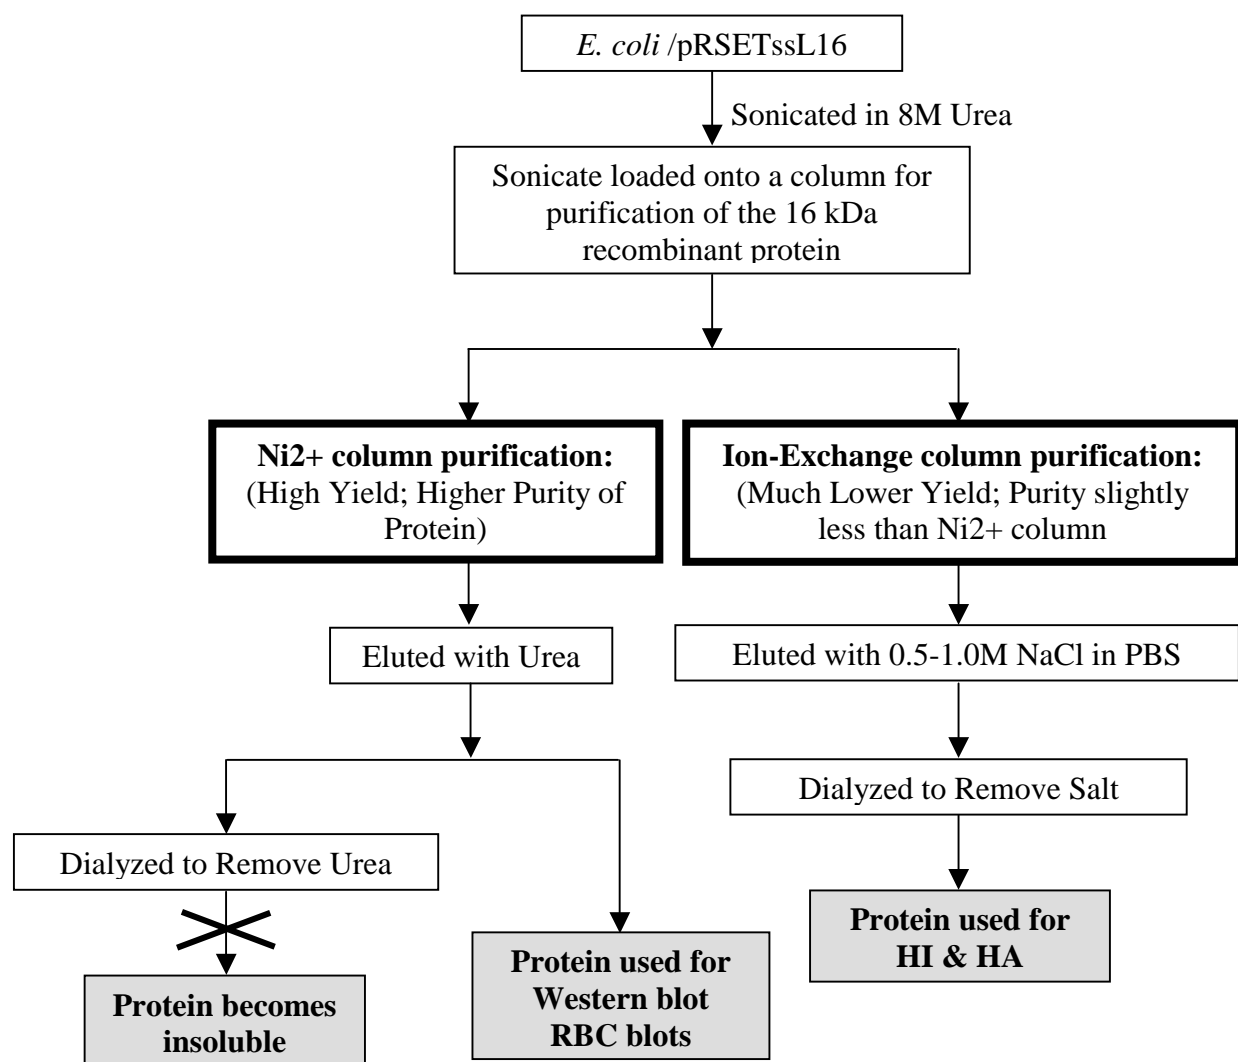 E. coli /pRSETssL16
Sonicated in 8M Urea
Sonicate loaded onto a column for
purification of the 16 kDa
recombinant protein
Ni2+ column purification:
(High Yield; Higher Purity of
Protein)
Ion-Exchange column purification:
(Much Lower Yield; Purity slightly
less than Ni2+ column
Eluted with Urea
Eluted with 0.5-1.0M NaCl in PBS
Dialyzed to Remove Urea
Dialyzed to Remove Salt
Protein becomes
insoluble
Protein used for
Western blot
RBC blots
Protein used for
HI & HA